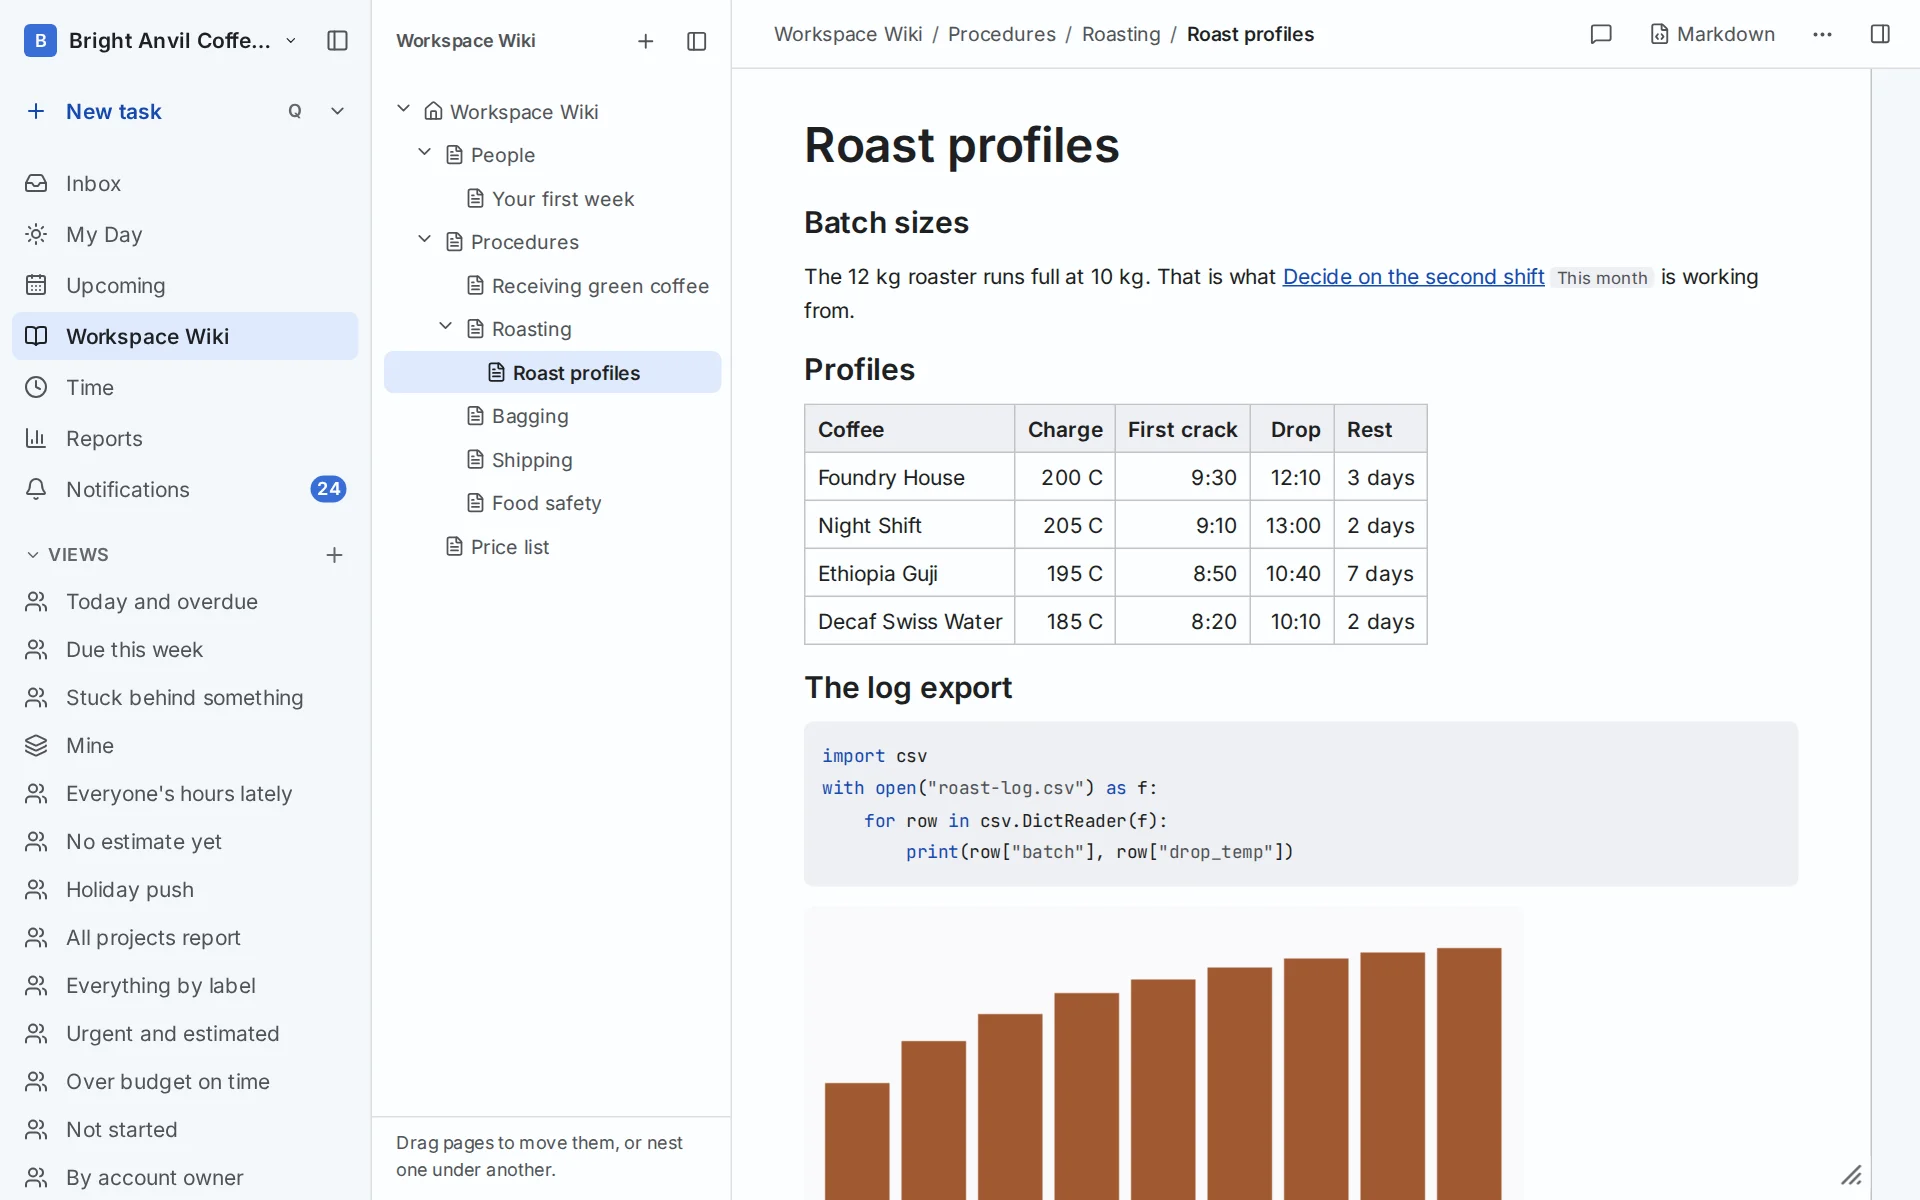 B Bright Anvil Coffe...
New task Q
Inbox
My Day
Upcoming
Workspace Wiki
Time
Reports
Notifications 24
VIEWS
Today and overdue
Due this week
Stuck behind something
Mine
Everyone's hours lately
No estimate yet
Holiday push
All projects report
Everything by label
Urgent and estimated
Over budget on time
Not started
By account owner
Workspace Wiki
Workspace Wiki
People
Your first week
Procedures
Receiving green coffee
Roasting
Roast profiles
Bagging
Shipping
Food safety
Price list
Drag pages to move them, or nest
one under another.
Workspace Wiki / Procedures / Roasting / Roast profiles
Markdown
Roast profiles
Batch sizes
The 12 kg roaster runs full at 10 kg. That is what Decide on the second shift This month is working
from.
Profiles
Coffee Charge First crack Drop Rest
Foundry House 200 C 9:30 12:10 3 days
Night Shift 205 C 9:10 13:00 2 days
Ethiopia Guji 195 C 8:50 10:40 7 days
Decaf Swiss Water 185 C 8:20 10:10 2 days
The log export
import csv
with open("roast-log.csv") as f:
    for row in csv.DictReader(f):
        print(row["batch"], row["drop_temp"])